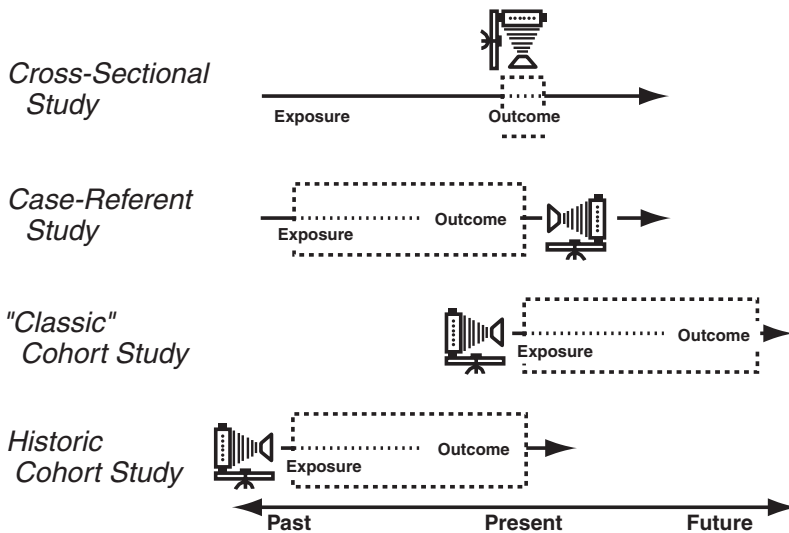 Cross-Sectional
Study
Exposure
Outcome
Case-Referent
Study
Exposure
Outcome
"Classic"
Cohort Study
Exposure
Outcome
Historic
Cohort Study
Exposure
Outcome
Past Present Future